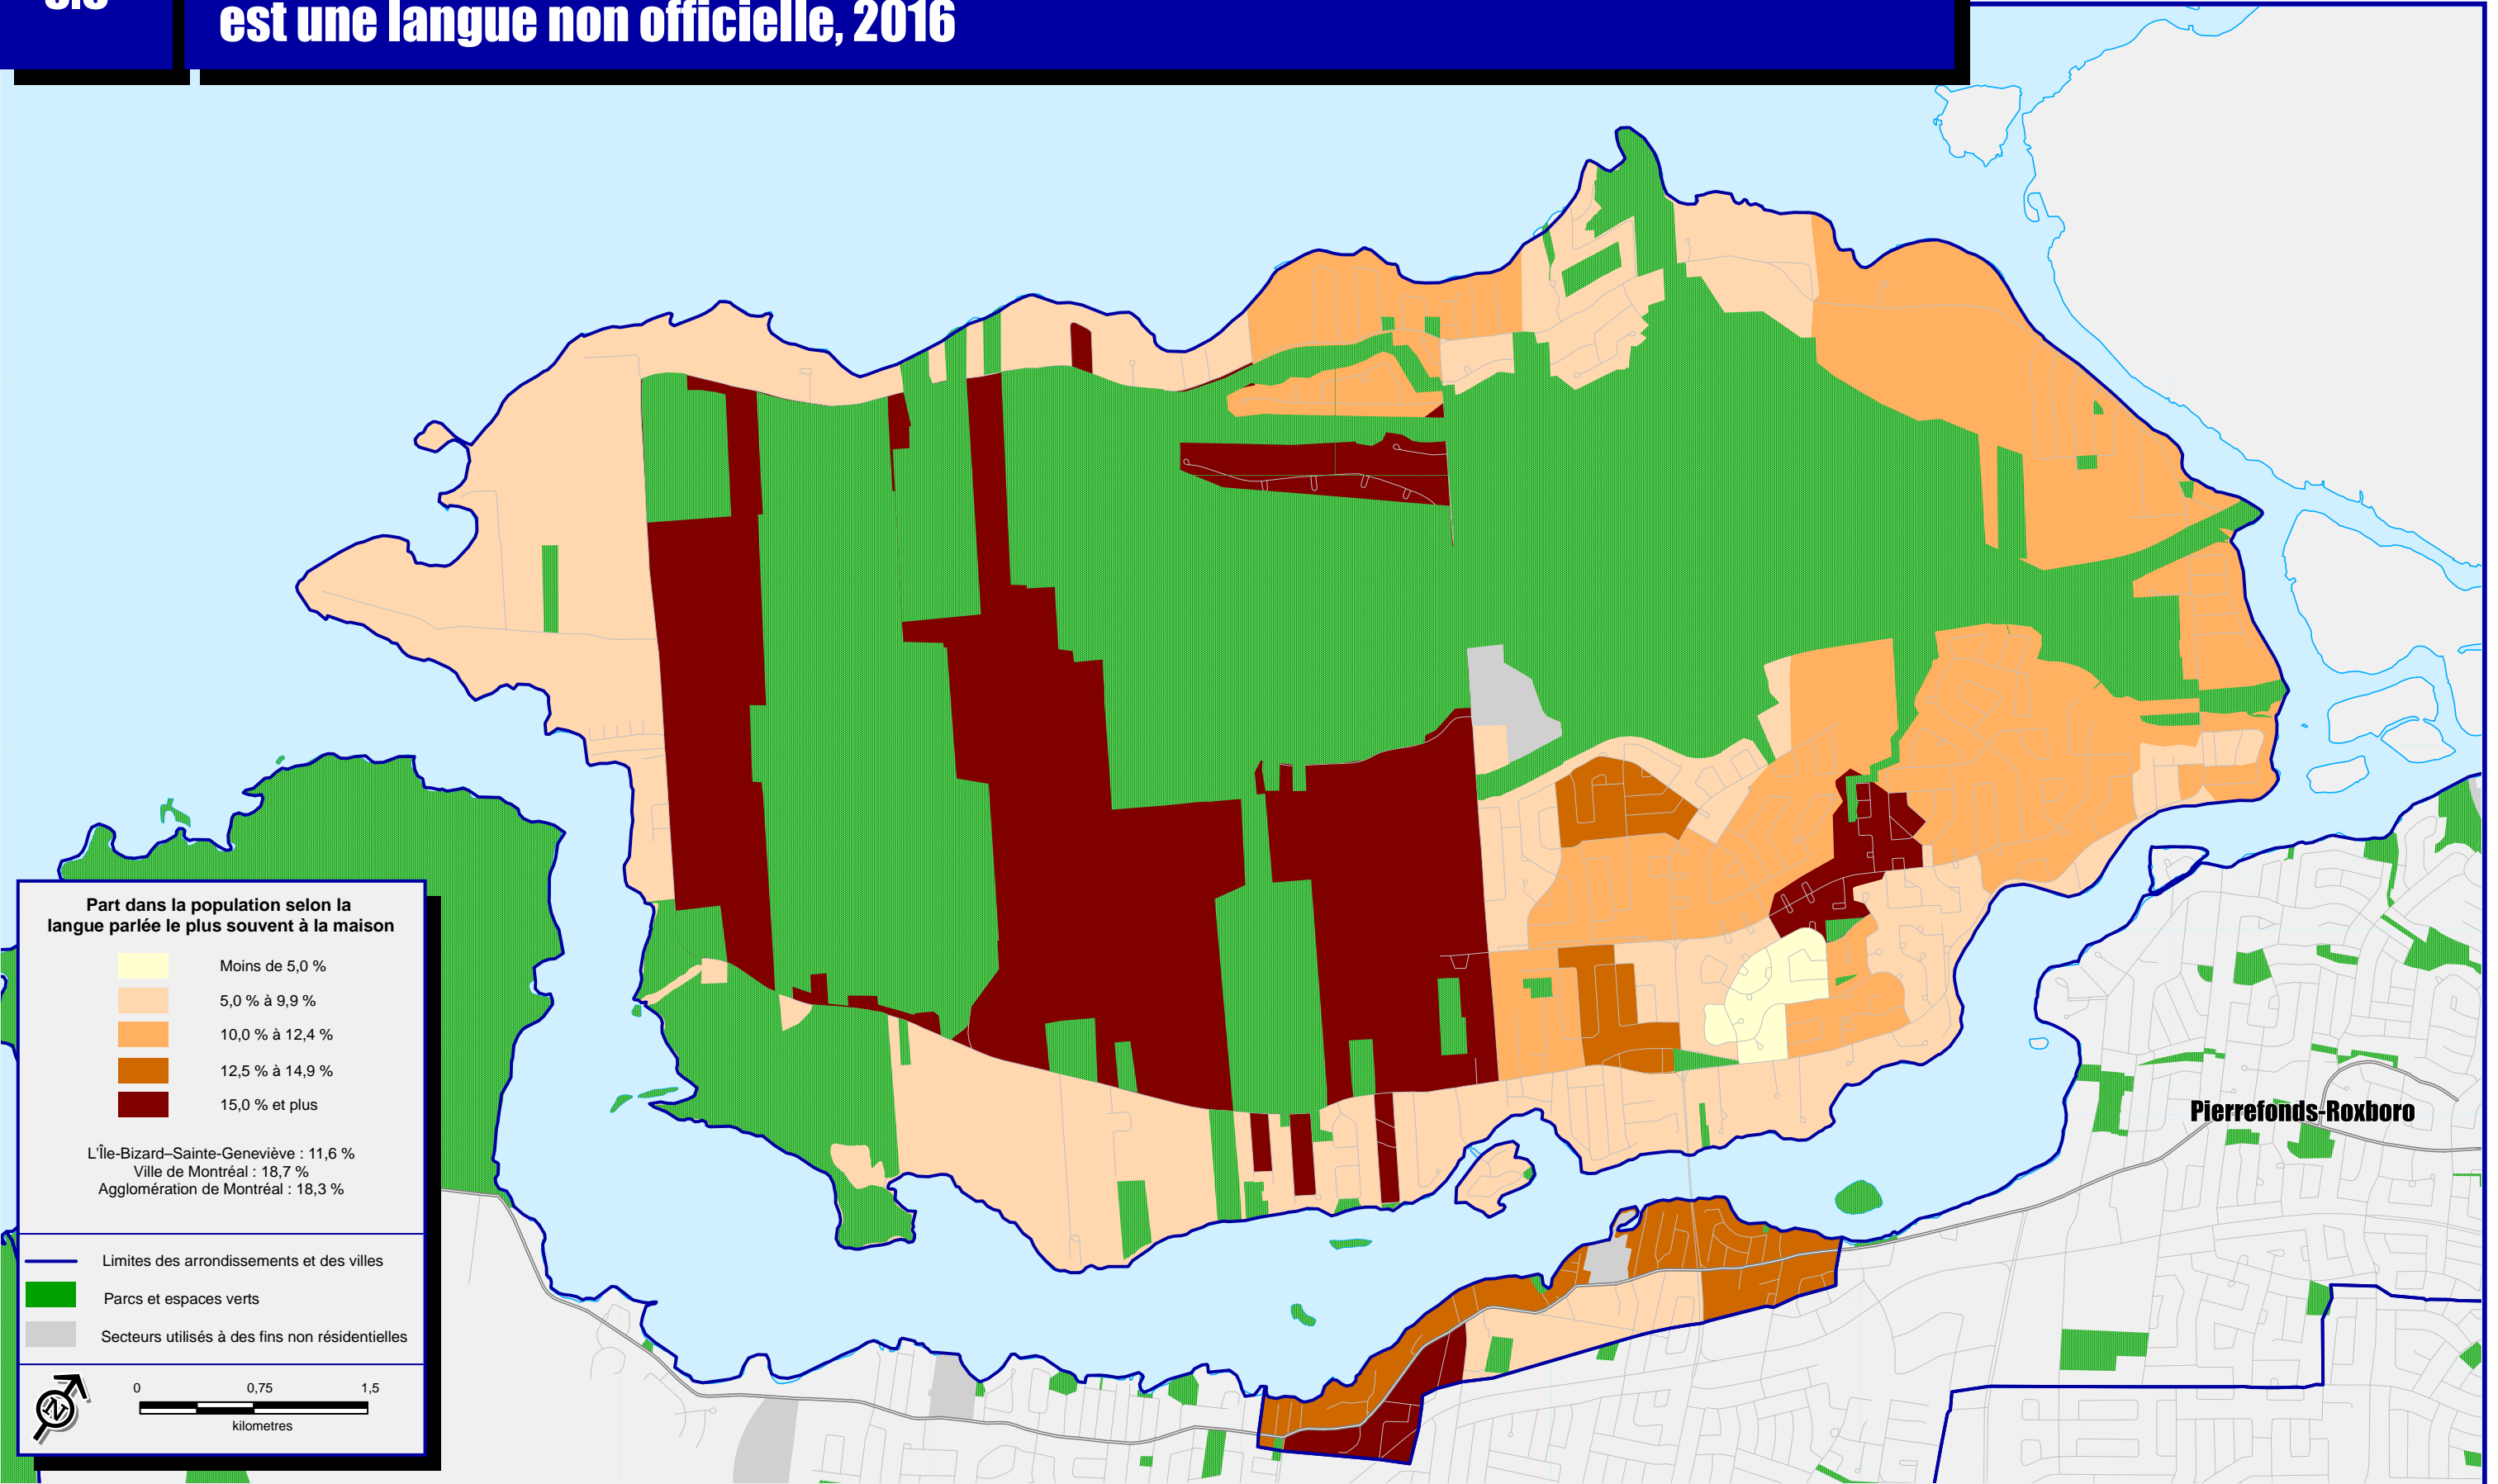 est une langue non officielle, 2016
Pierrefonds-Roxboro
Part dans la population selon la
langue parlée le plus souvent à la maison
Moins de 5,0 %
5,0 % à 9,9 %
10,0 % à 12,4 %
12,5 % à 14,9 %
15,0 % et plus
L'Île-Bizard–Sainte-Geneviève : 11,6 %
Ville de Montréal : 18,7 %
Agglomération de Montréal : 18,3 %
Limites des arrondissements et des villes
Parcs et espaces verts
Secteurs utilisés à des fins non résidentielles
N
0 0,75 1,5
kilometres